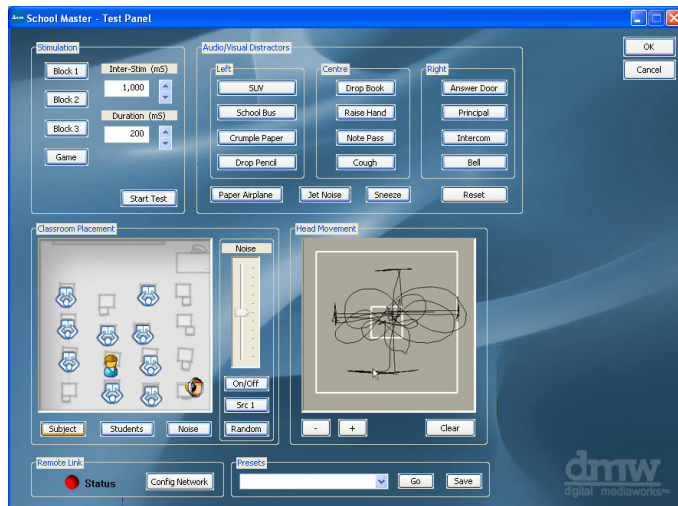 dmw School Master - Test Panel
Stimulation
Block 1
Block 2
Block 3
Game
Inter-Stim (mS)
1,000
Duration (mS)
200
Start Test
Audio/Visual Distractors
Left
SUV
School Bus
Crumple Paper
Drop Pencil
Centre
Drop Book
Raise Hand
Note Pass
Cough
Right
Answer Door
Principal
Intercom
Bell
Paper Airplane
Jet Noise
Sneeze
Reset
OK
Cancel
Classroom Placement
Noise
On/Off
Src 1
Random
Subject
Students
Noise
Head Movement
-
+
Clear
Remote Link
Status
Config Network
Presets
Go
Save
dmw
digital mediaworks